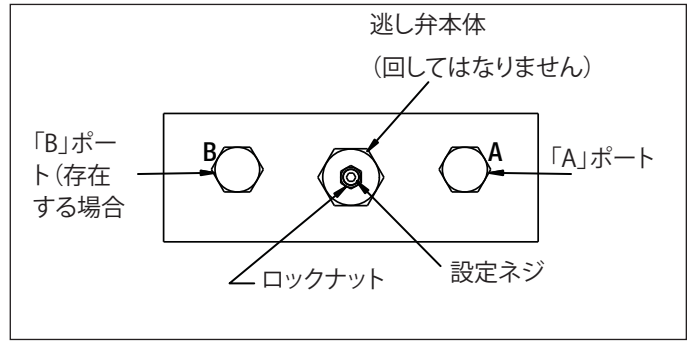 逃し弁本体
（回してはなりません）
「B」ポー
ト（存在
する場合
B
A
「A」ポート
ロックナット
設定ネジ